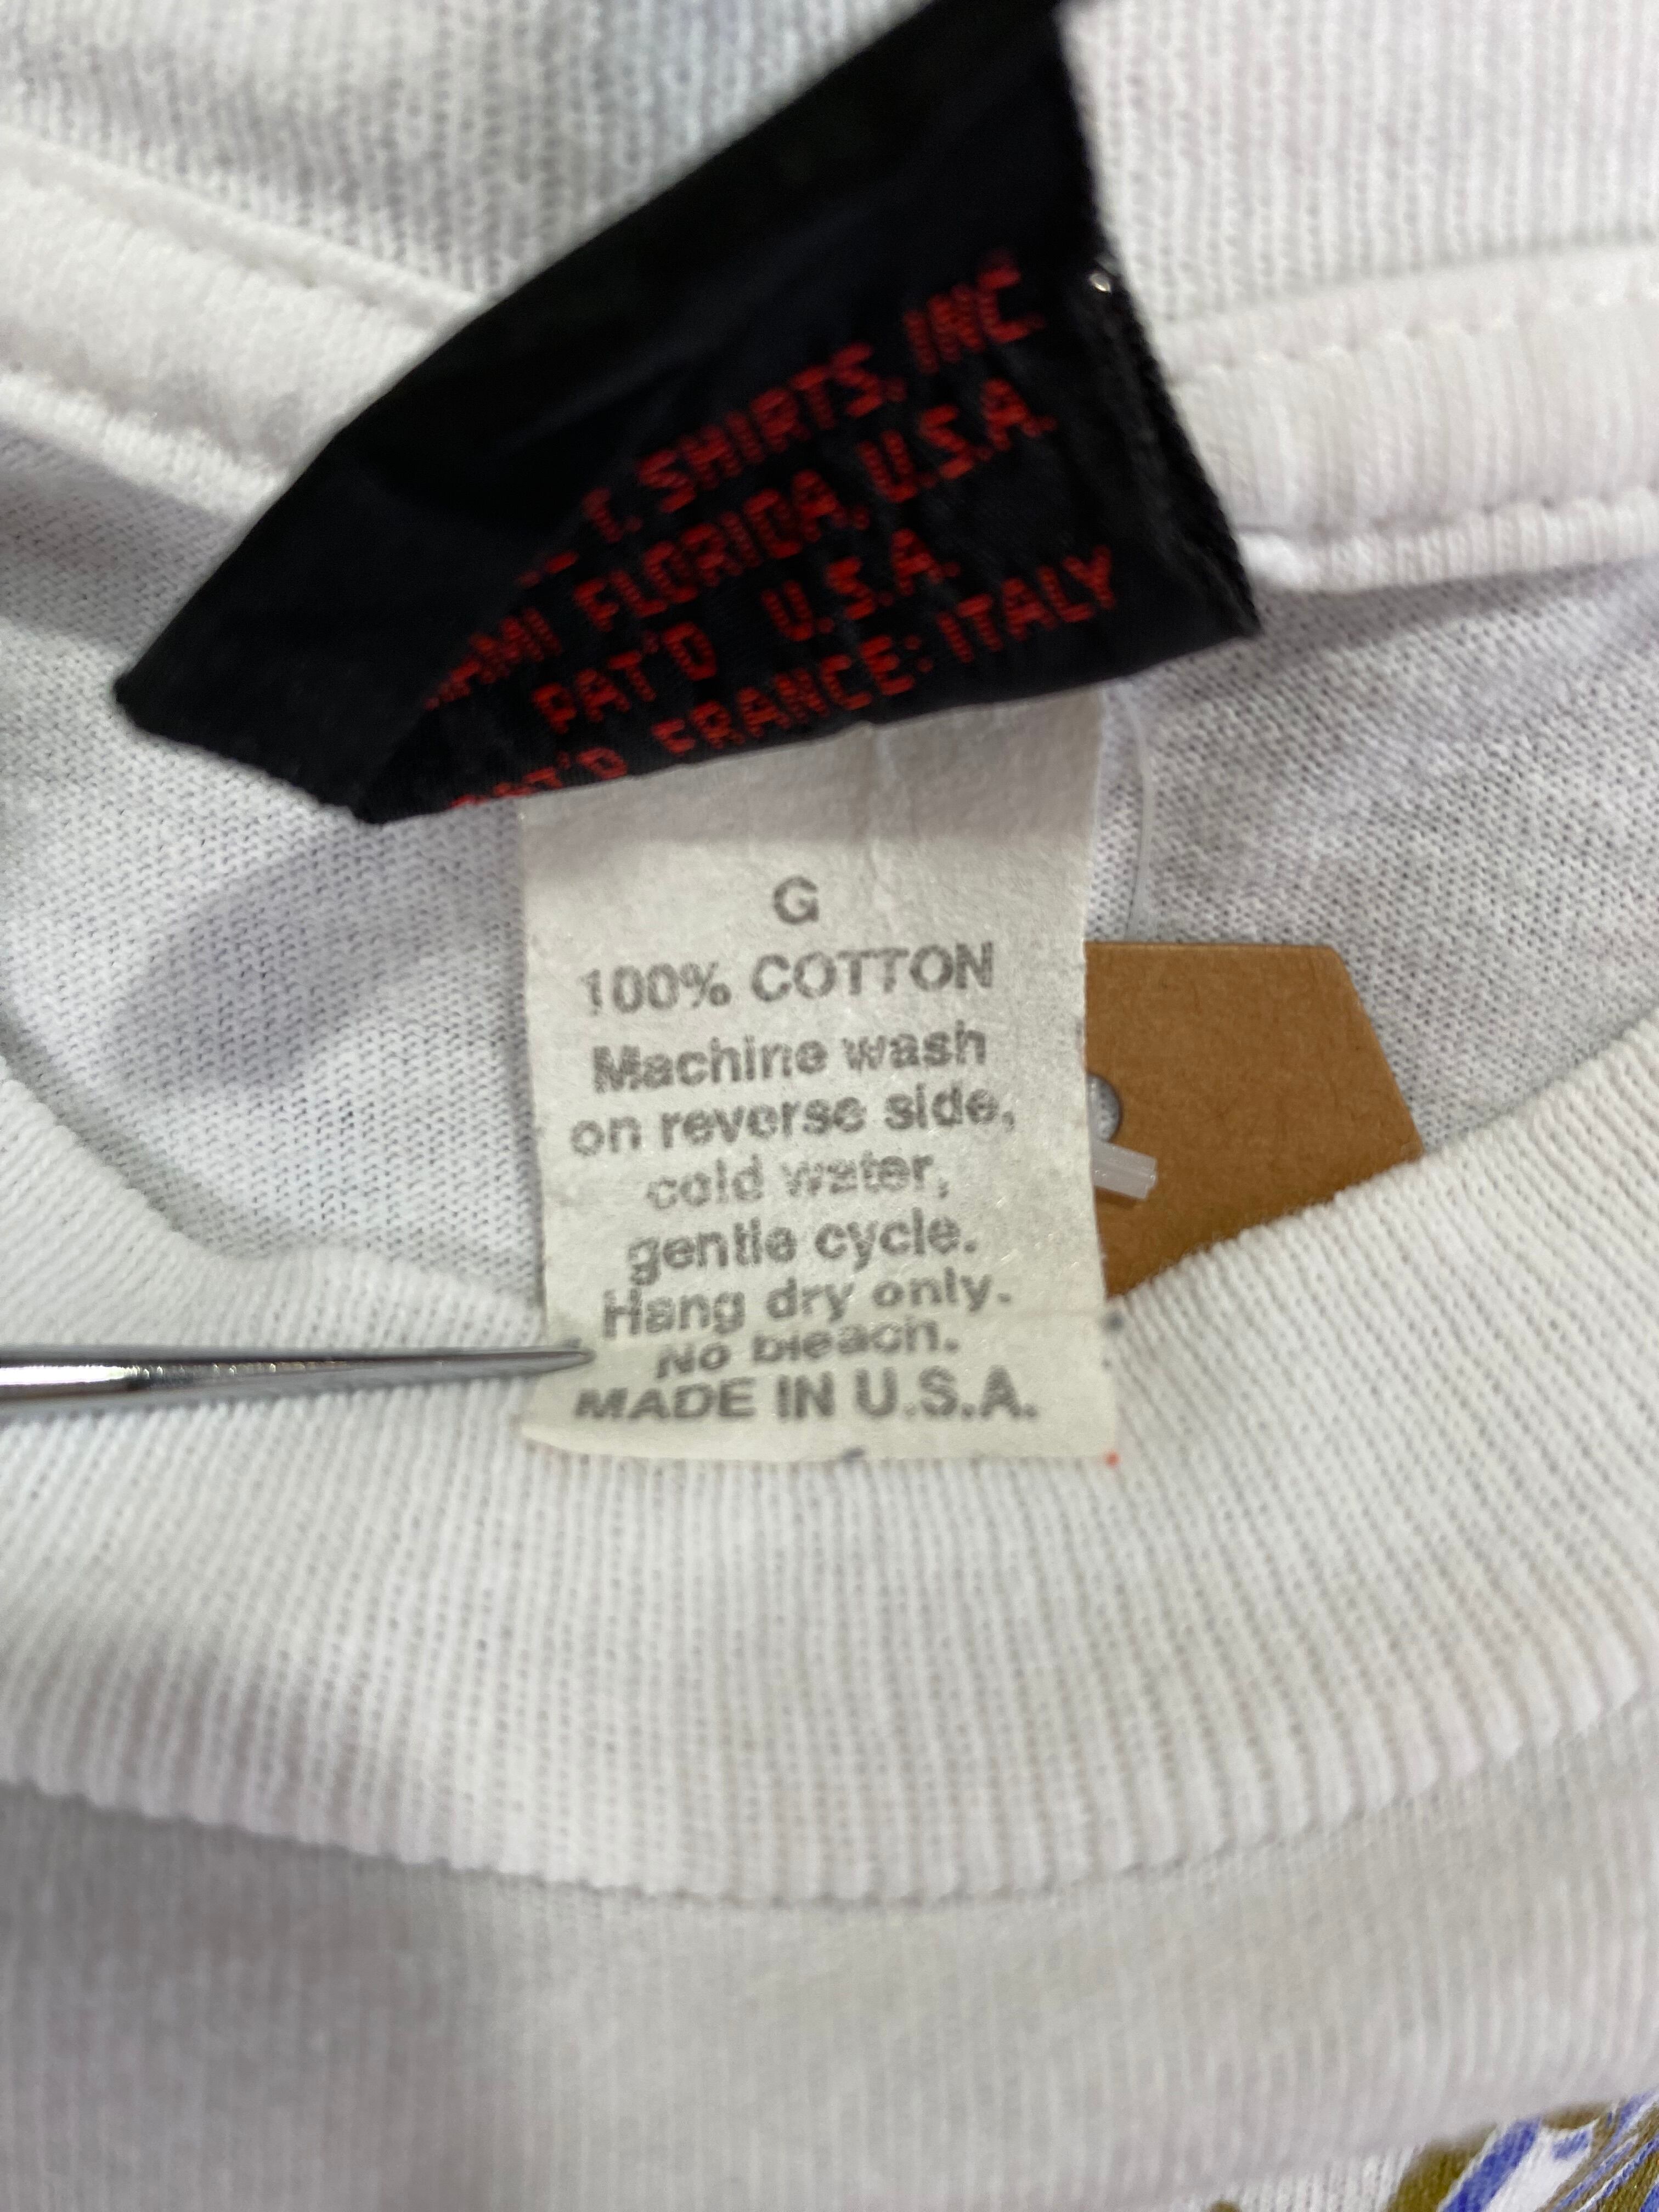 T. SHIRTS, INC.
FLORIDA, U.S.A.
PAT'D U.S.A.
FRANCE: ITALY
G
100% COTTON
Machine wash
on reverse side,
cold water,
gentle cycle.
Hang dry only.
No bleach.
MADE IN U.S.A.